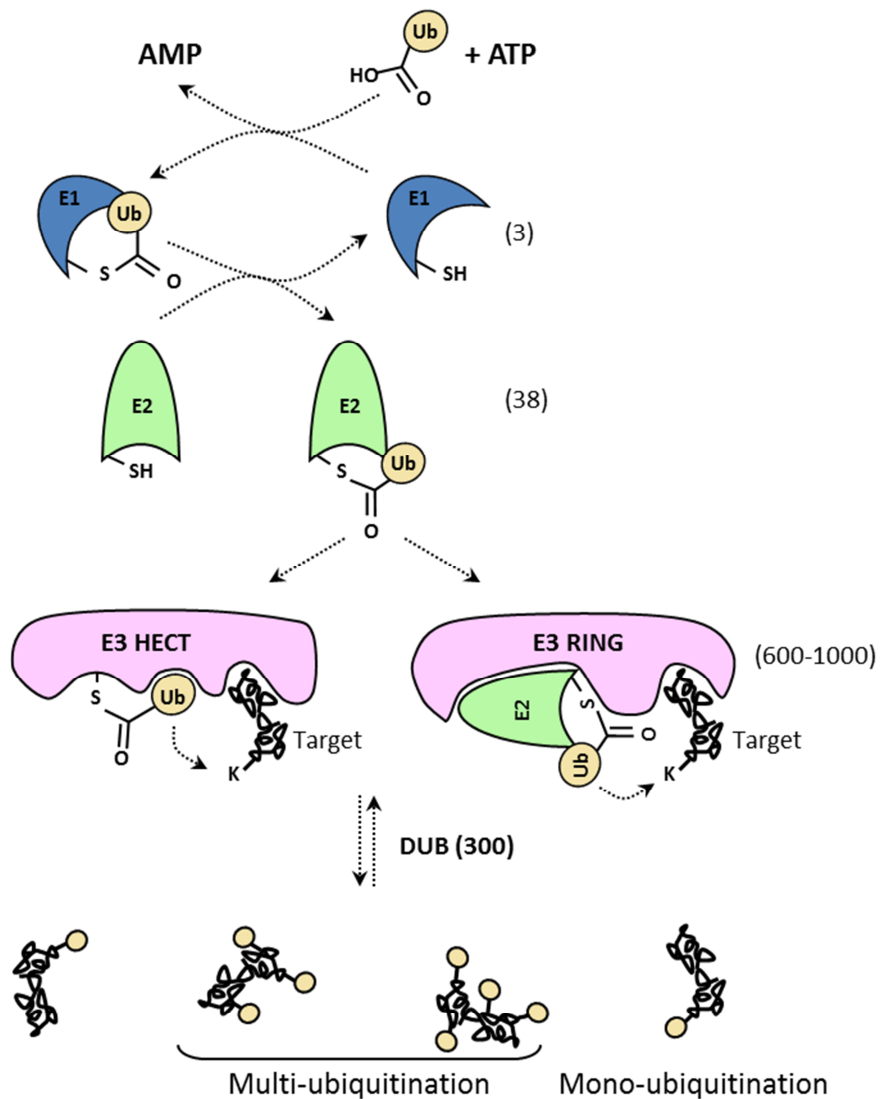 Ub
AMP
+ ATP
HO
O
E1
Ub
E1
(3)
S
O
SH
E2
E2
(38)
SH
S
Ub
O
E3 HECT
E3 RING
(600-1000)
S
Ub
E2
S
O
O
Target
Ub
Target
K
K
DUB (300)
Multi-ubiquitination
Mono-ubiquitination